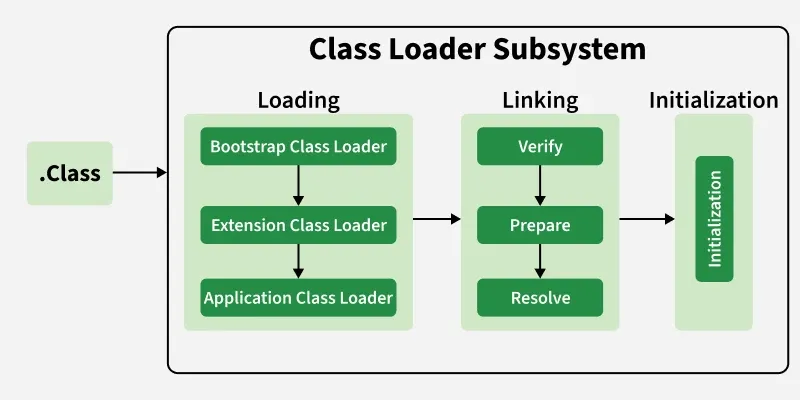 Class Loader Subsystem
Loading
Linking
Initialization
.Class
Bootstrap Class Loader
Extension Class Loader
Application Class Loader
Verify
Prepare
Resolve
Initialization